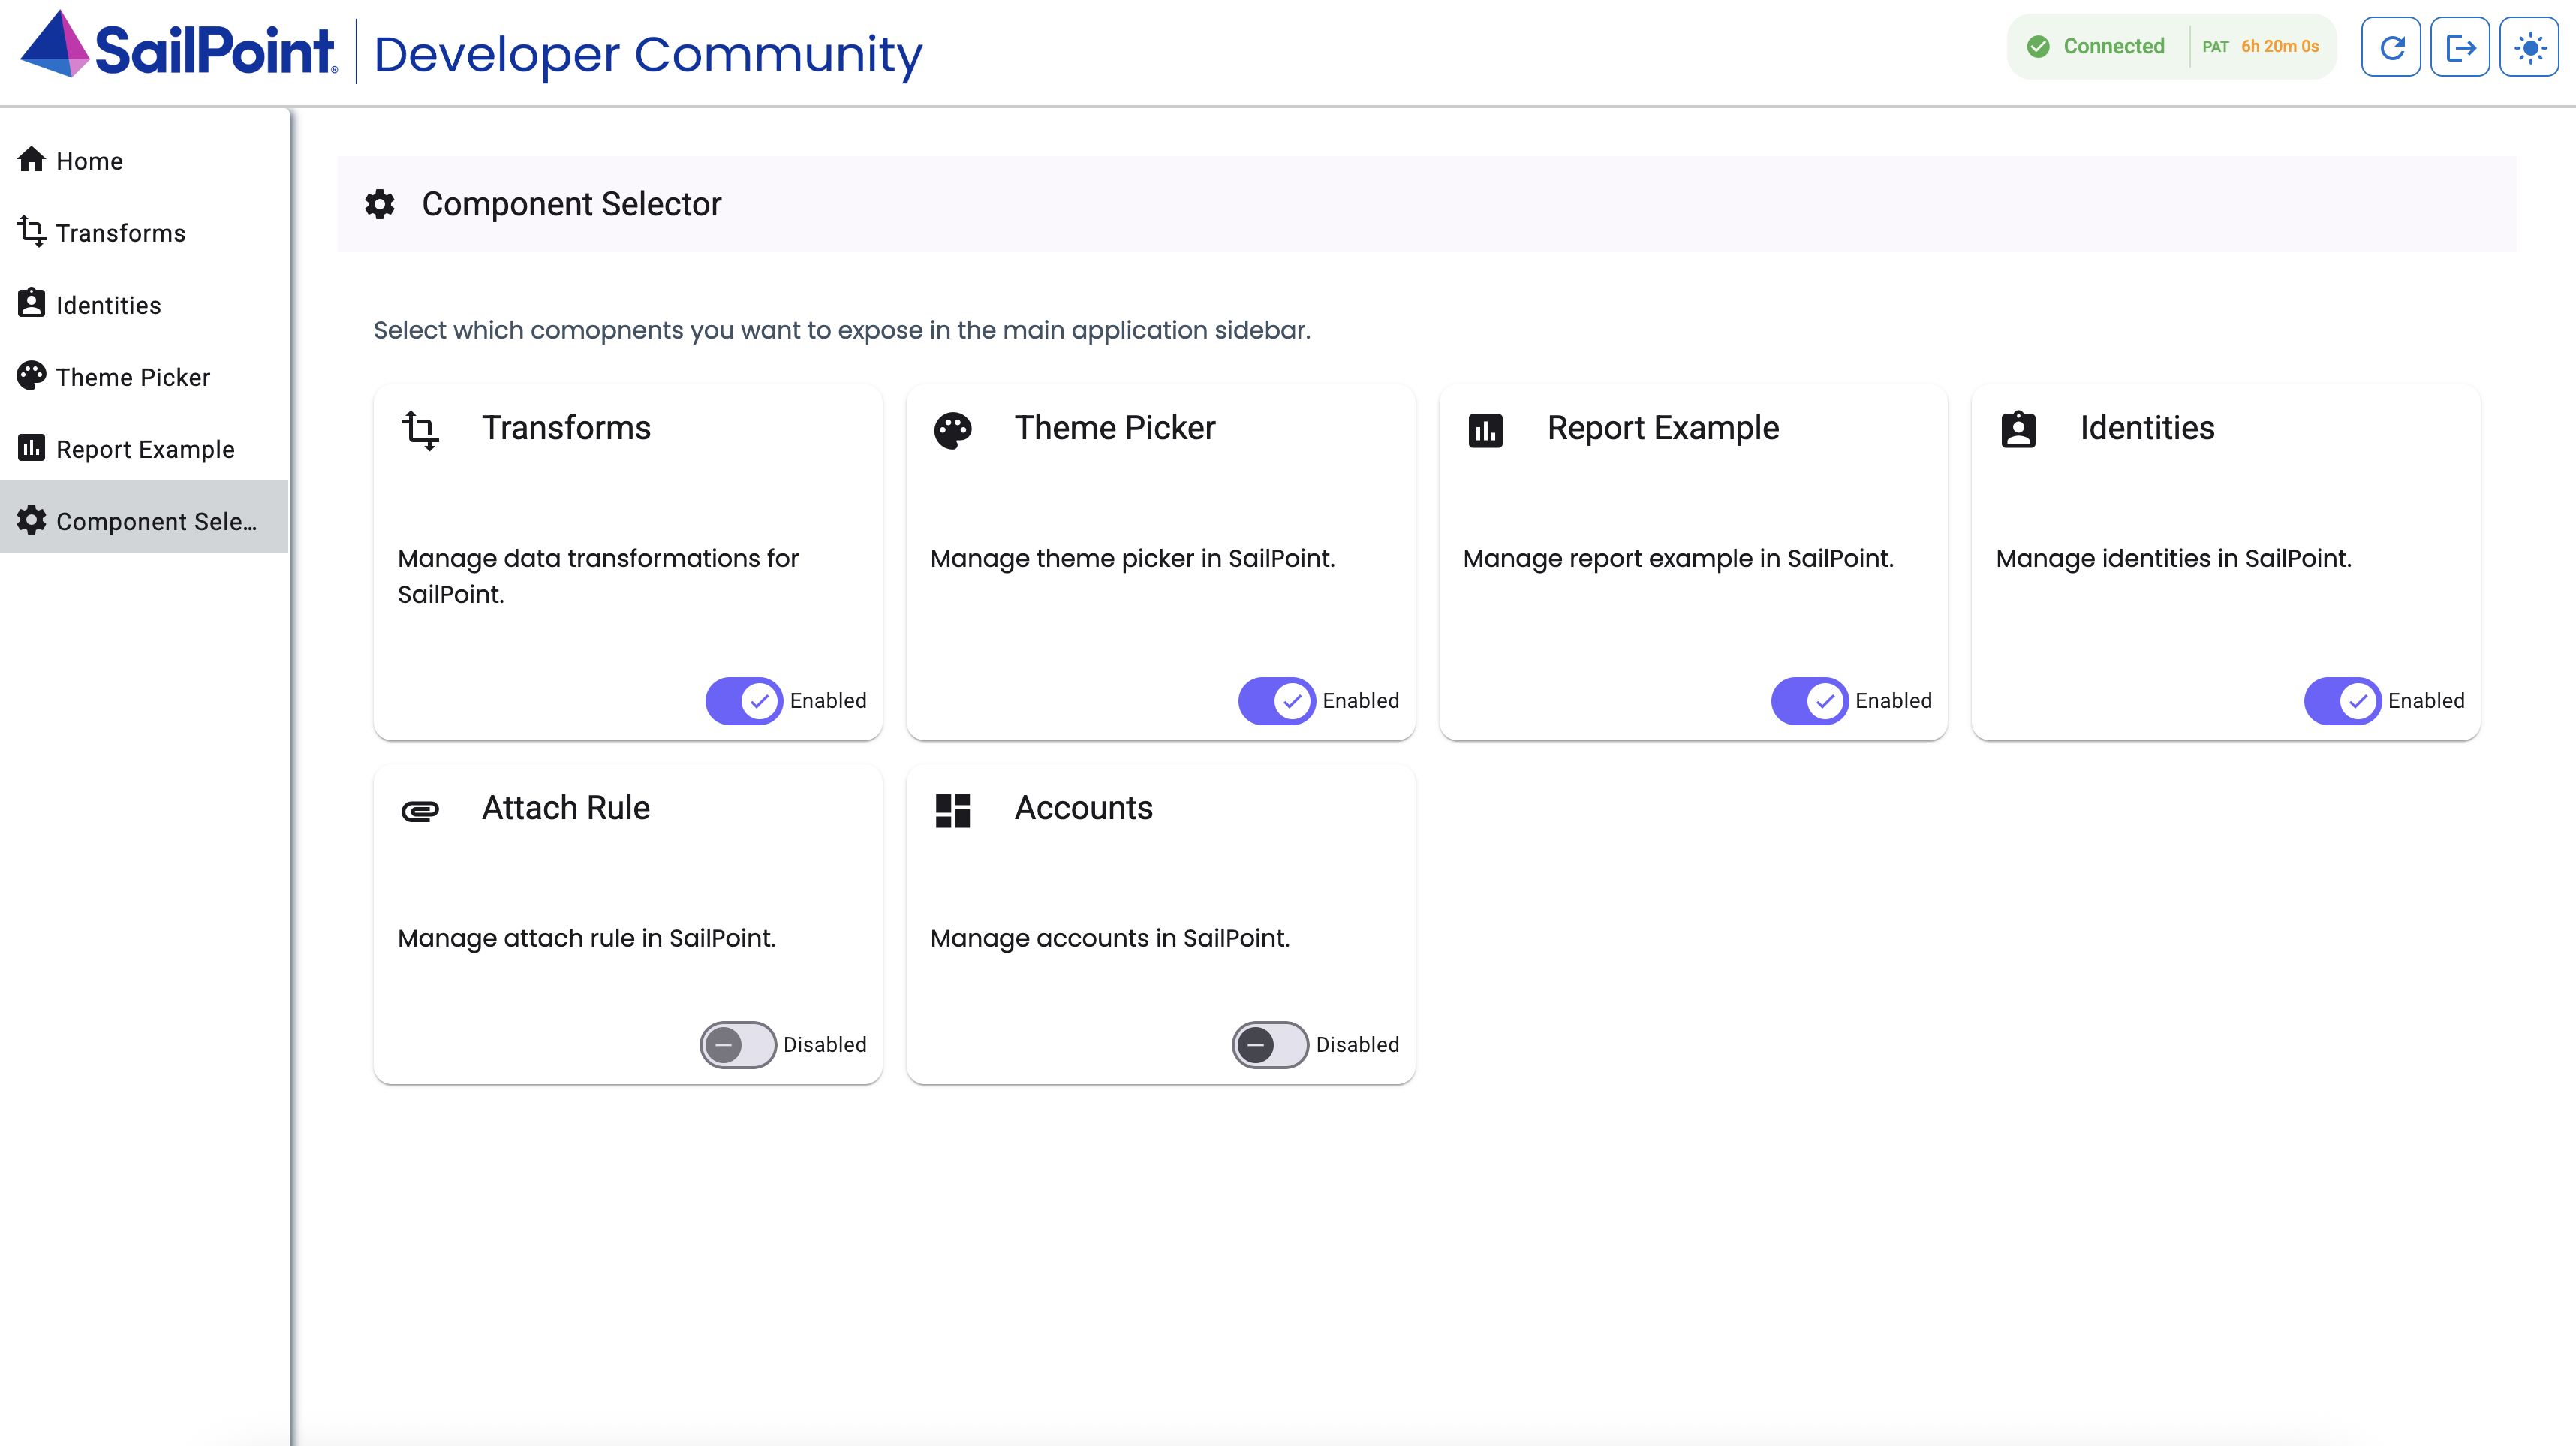 SailPoint® Developer Community
Connected PAT 6h 20m 0s
Home
Transforms
Identities
Theme Picker
Report Example
Component Sele...
Component Selector
Select which comopnents you want to expose in the main application sidebar.
Transforms
Manage data transformations for
SailPoint.
Enabled
Theme Picker
Manage theme picker in SailPoint.
Enabled
Report Example
Manage report example in SailPoint.
Enabled
Identities
Manage identities in SailPoint.
Enabled
Attach Rule
Manage attach rule in SailPoint.
Disabled
Accounts
Manage accounts in SailPoint.
Disabled